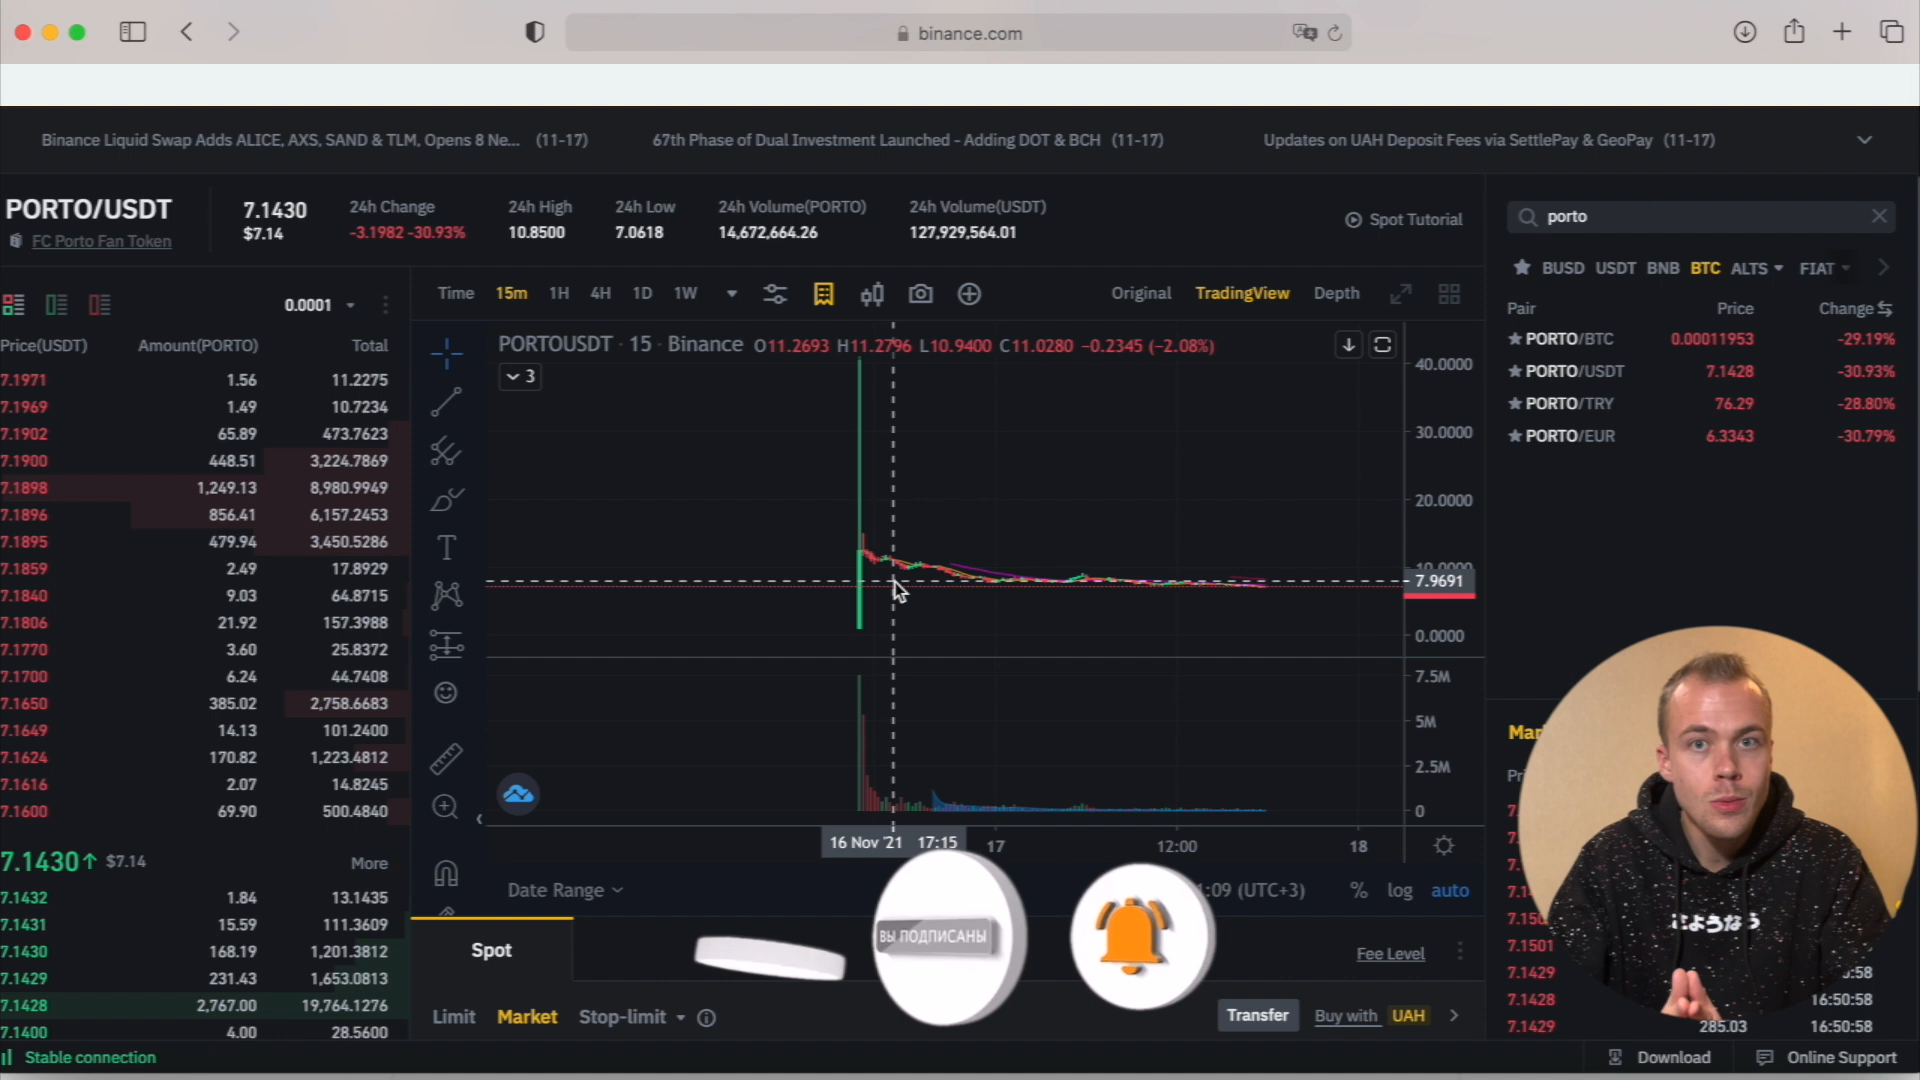 binance.com
Binance Liquid Swap Adds ALICE, AXS, SAND & TLM, Opens 8 Ne... (11-17)
67th Phase of Dual Investment Launched - Adding DOT & BCH (11-17)
Updates on UAH Deposit Fees via SettlePay & GeoPay (11-17)
PORTO/USDT
FC Porto Fan Token
7.1430
$7.14
24h Change
-3.1982 -30.93%
24h High
10.8500
24h Low
7.0618
24h Volume(PORTO)
14,672,664.26
24h Volume(USDT)
127,929,564.01
Spot Tutorial
0.0001
Price(USDT) Amount(PORTO) Total
7.1971 1.56 11.2275
7.1969 1.49 10.7234
7.1902 65.89 473.7623
7.1900 448.51 3,224.7869
7.1898 1,249.13 8,980.9949
7.1896 856.41 6,157.2453
7.1895 479.94 3,450.5286
7.1859 2.49 17.8929
7.1840 9.03 64.8715
7.1806 21.92 157.3988
7.1770 3.60 25.8372
7.1700 6.24 44.7408
7.1650 385.02 2,758.6683
7.1649 14.13 101.2400
7.1624 170.82 1,223.4812
7.1616 2.07 14.8245
7.1600 69.90 500.4840
7.1430↑ $7.14 More
7.1432 1.84 13.1435
7.1431 15.59 111.3609
7.1430 168.19 1,201.3812
7.1429 231.43 1,653.0813
7.1428 2,767.00 19,764.1276
7.1400 4.00 28.5600
Stable connection
Time 15m 1H 4H 1D 1W
Original TradingView Depth
PORTOUSDT · 15 · Binance O11.2693 H11.2796 L10.9400 C11.0280 −0.2345 (−2.08%)
3
40.0000
30.0000
20.0000
10.0000
7.9691
0.0000
7.5M
5M
2.5M
0
16 Nov '21 17:15 17 12:00 18
Date Range
:09 (UTC+3) % log auto
ВЫ ПОДПИСАНЫ
Spot
Fee Level
Limit Market Stop-limit
Transfer Buy with UAH
porto
BUSD USDT BNB BTC ALTS FIAT
Pair Price Change
PORTO/BTC 0.00011953 -29.19%
PORTO/USDT 7.1428 -30.93%
PORTO/TRY 76.29 -28.80%
PORTO/EUR 6.3343 -30.79%
さようなら
7.1501
7.1429 :58
7.1428 16:50:58
7.1429 285.03 16:50:58
Download Online Support